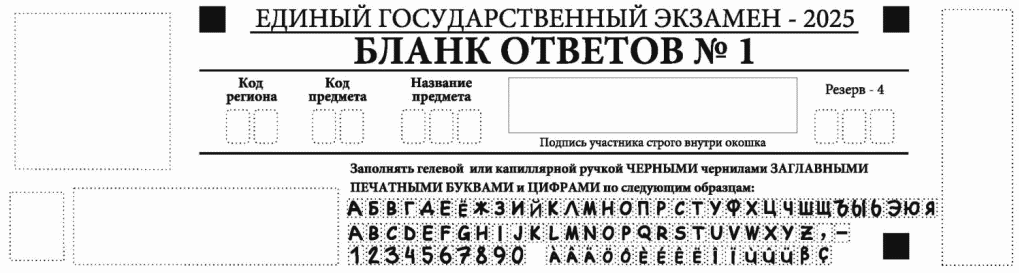 ЕДИНЫЙ ГОСУДАРСТВЕННЫЙ ЭКЗАМЕН - 2025
БЛАНК ОТВЕТОВ № 1
Код региона
Код предмета
Название предмета
Резерв - 4
Подпись участника строго внутри окошка
Заполнять гелевой или капиллярной ручкой ЧЕРНЫМИ чернилами ЗАГЛАВНЫМИ
ПЕЧАТНЫМИ БУКВАМИ и ЦИФРАМИ по следующим образцам:
АБВГДЕЁЖЗИЙКЛМНОПРСТУФХЦЧШЩЪЫЬЭЮЯ
ABCDEFGHIJKLMNOPQRSTUVWXYZ,-
1234567890